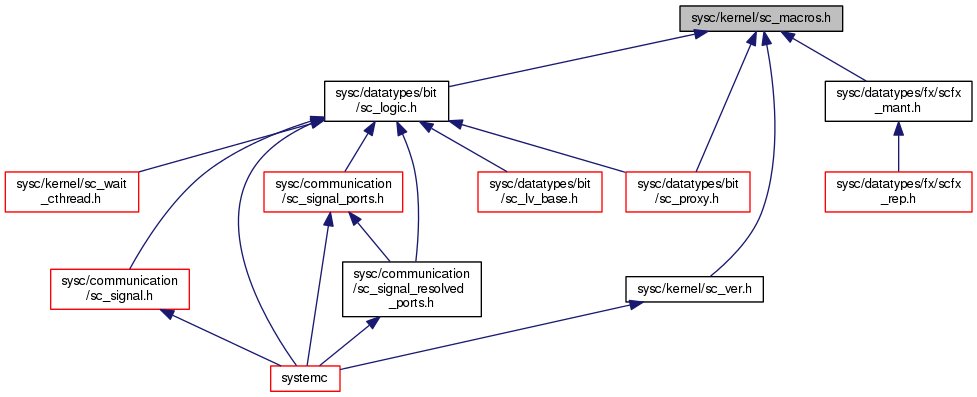 sysc/kernel/sc_macros.h
sysc/datatypes/bit
/sc_logic.h
sysc/datatypes/fx/scfx
_mant.h
sysc/kernel/sc_wait
_cthread.h
sysc/communication
/sc_signal_ports.h
sysc/datatypes/bit
/sc_lv_base.h
sysc/datatypes/bit
/sc_proxy.h
sysc/datatypes/fx/scfx
_rep.h
sysc/communication
/sc_signal.h
sysc/communication
/sc_signal_resolved
_ports.h
sysc/kernel/sc_ver.h
systemc